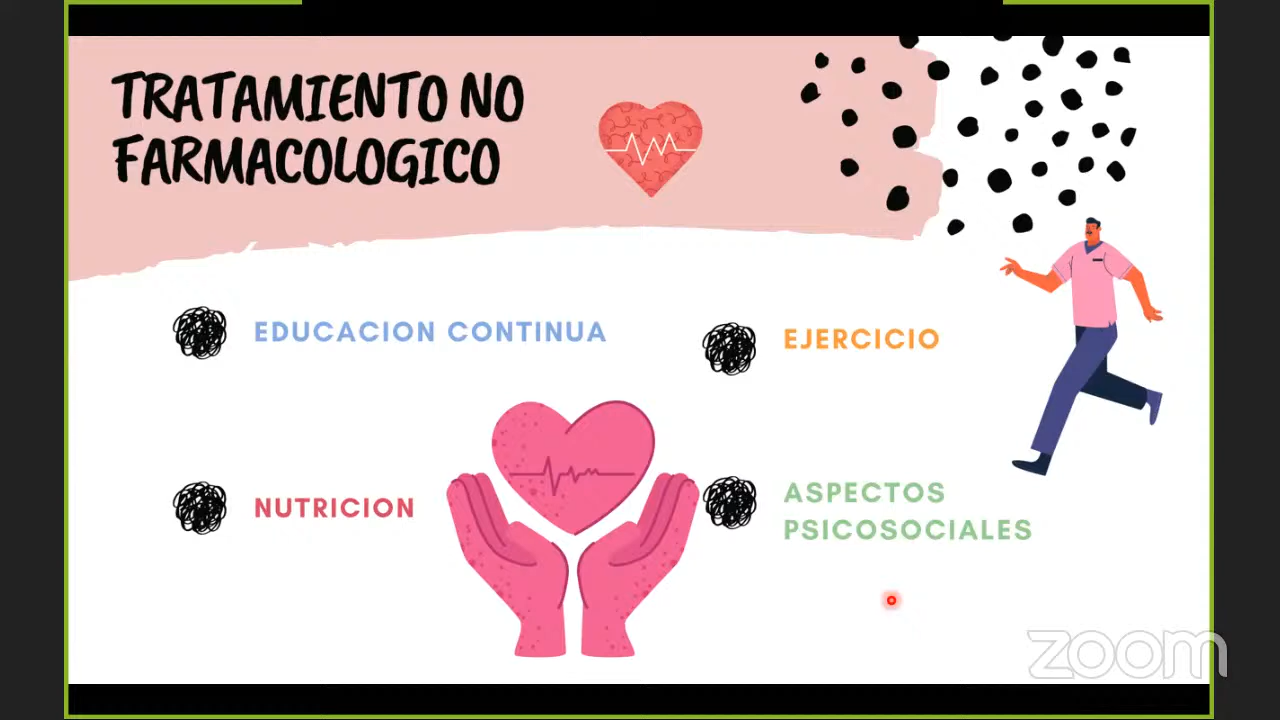 TRATAMIENTO NO
FARMACOLOGICO
EDUCACION CONTINUA
EJERCICIO
NUTRICION
ASPECTOS
PSICOSOCIALES
zoom